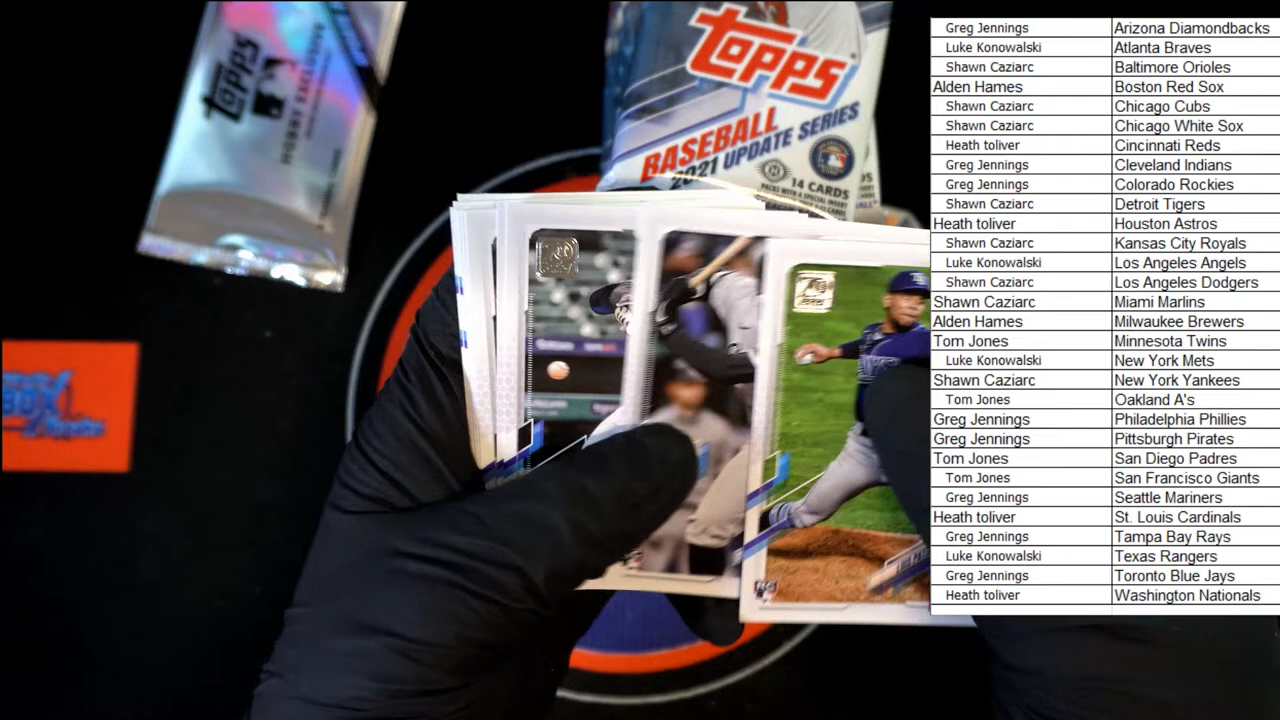 topps
HOBBY EXCLUSIVE
topps
BASEBALL
2021 UPDATE SERIES
14 CARDS
BOX
Greg Jennings Arizona Diamondbacks
Luke Konowalski Atlanta Braves
Shawn Caziarc Baltimore Orioles
Alden Hames Boston Red Sox
Shawn Caziarc Chicago Cubs
Shawn Caziarc Chicago White Sox
Heath toliver Cincinnati Reds
Greg Jennings Cleveland Indians
Greg Jennings Colorado Rockies
Shawn Caziarc Detroit Tigers
Heath toliver Houston Astros
Shawn Caziarc Kansas City Royals
Luke Konowalski Los Angeles Angels
Shawn Caziarc Los Angeles Dodgers
Shawn Caziarc Miami Marlins
Alden Hames Milwaukee Brewers
Tom Jones Minnesota Twins
Luke Konowalski New York Mets
Shawn Caziarc New York Yankees
Tom Jones Oakland A's
Greg Jennings Philadelphia Phillies
Greg Jennings Pittsburgh Pirates
Tom Jones San Diego Padres
Tom Jones San Francisco Giants
Greg Jennings Seattle Mariners
Heath toliver St. Louis Cardinals
Greg Jennings Tampa Bay Rays
Luke Konowalski Texas Rangers
Greg Jennings Toronto Blue Jays
Heath toliver Washington Nationals